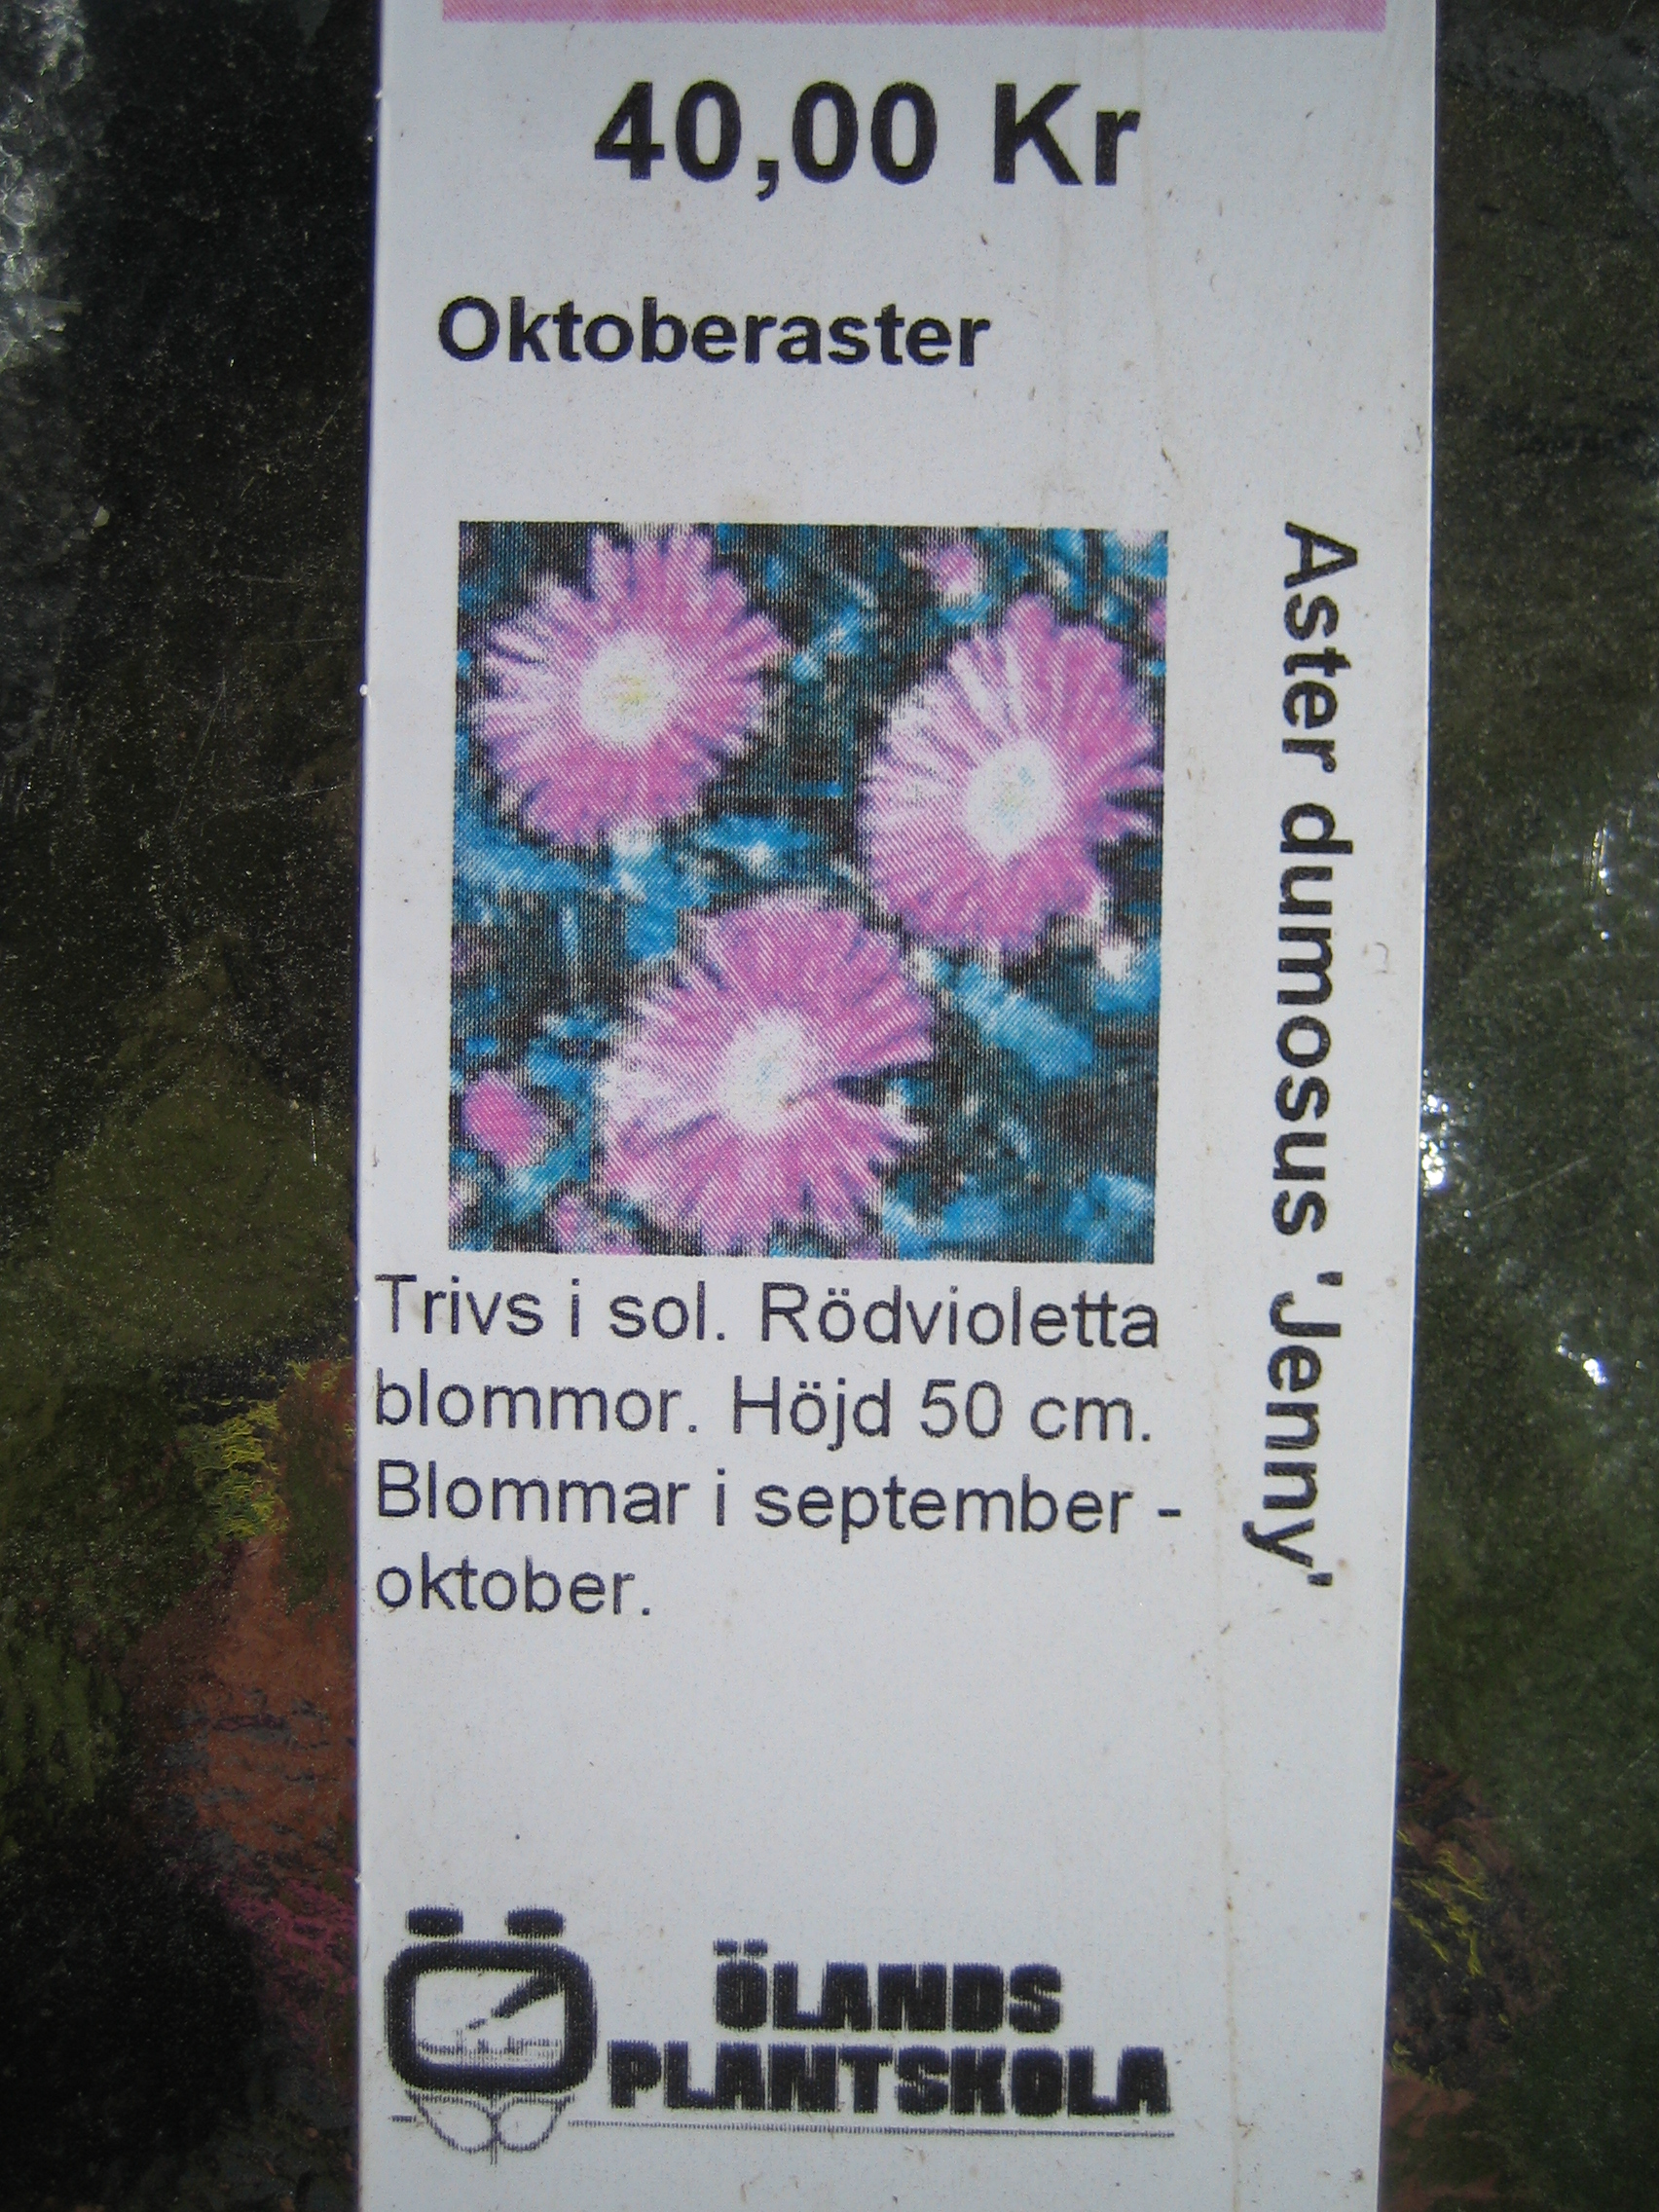 40,00 Kr
Oktoberaster
Aster dumosus 'Jenny'
Trivs i sol. Rödvioletta
blommor. Höjd 50 cm.
Blommar i september -
oktober.
ÖLANDS
PLANTSKOLA